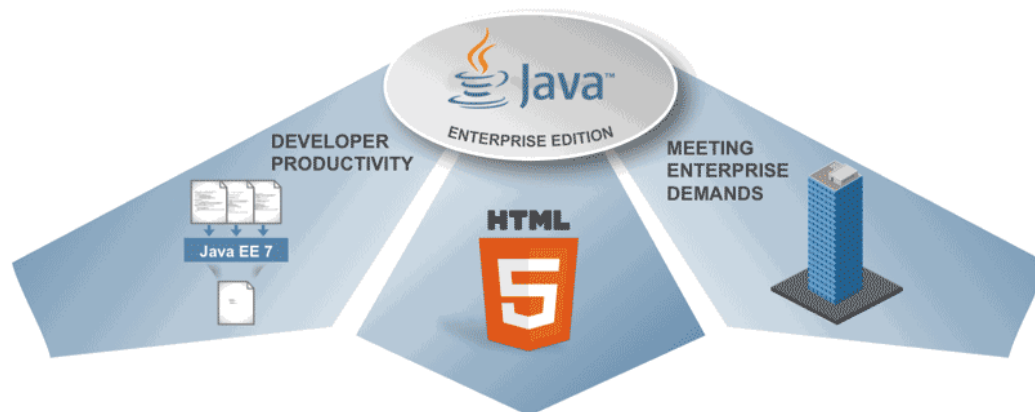 Java™
ENTERPRISE EDITION
DEVELOPER
PRODUCTIVITY
Java EE 7
HTML
5
MEETING
ENTERPRISE
DEMANDS